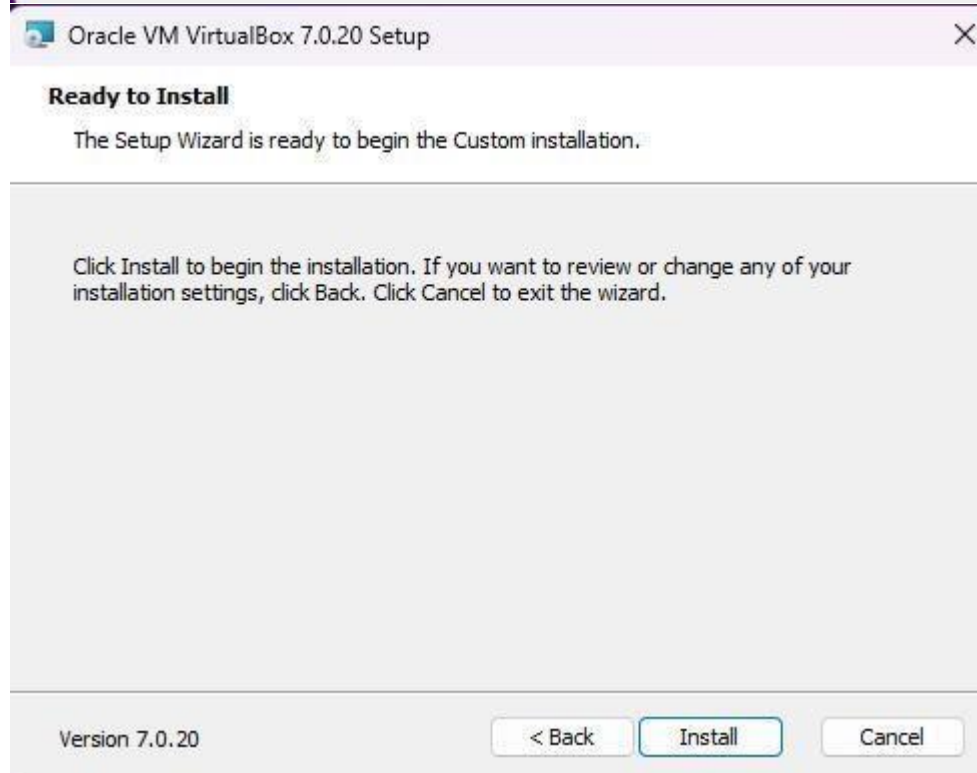 Oracle VM VirtualBox 7.0.20 Setup
Ready to Install
The Setup Wizard is ready to begin the Custom installation.
Click Install to begin the installation. If you want to review or change any of your
installation settings, click Back. Click Cancel to exit the wizard.
Version 7.0.20
< Back
Install
Cancel